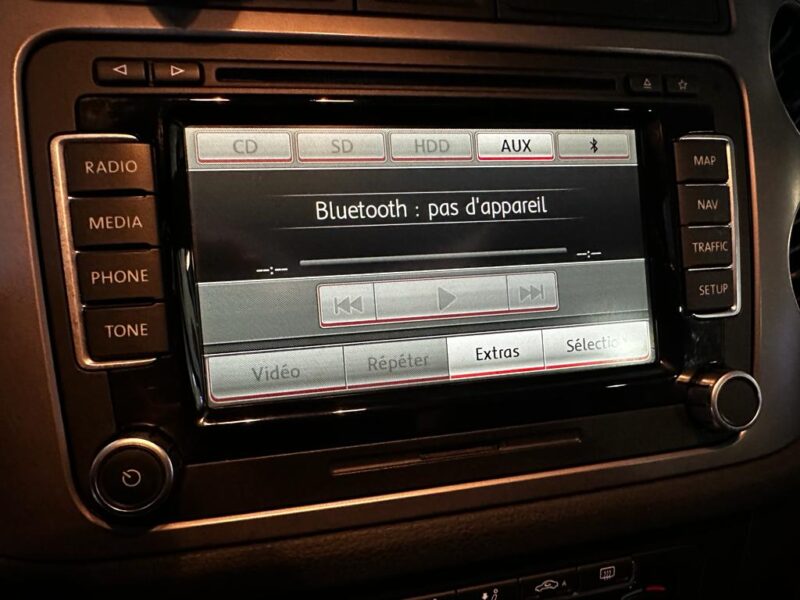 CD SD HDD AUX
RADIO
MEDIA
PHONE
TONE
Bluetooth : pas d'appareil
--:-- --:--
Vidéo Répéter Extras
MAP
NAV
TRAFFIC
SETUP
A